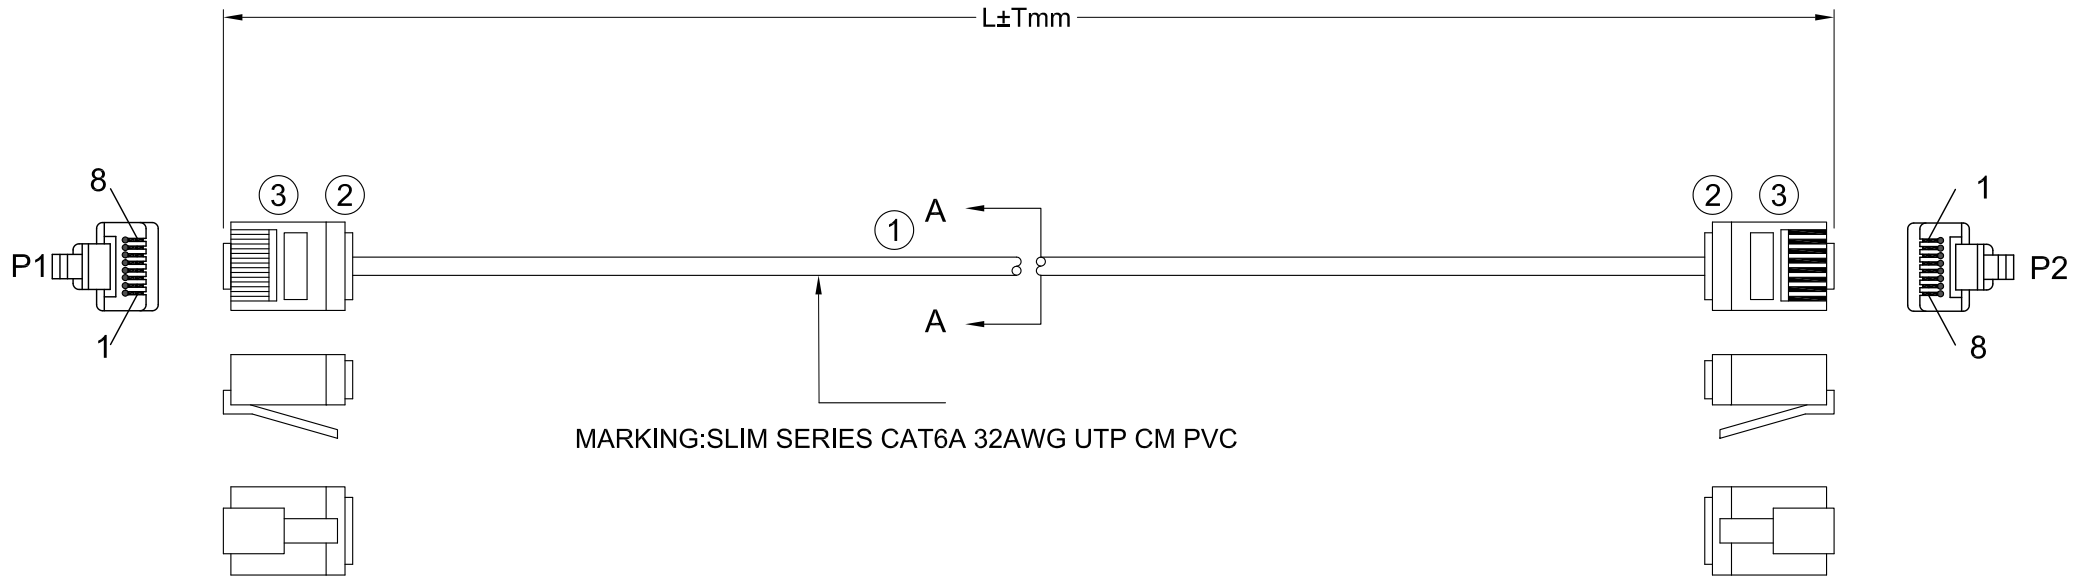 L±Tmm
8
3
2
2
3
1
A
1
P1
P2
A
1
8
MARKING:SLIM SERIES CAT6A 32AWG UTP CM PVC